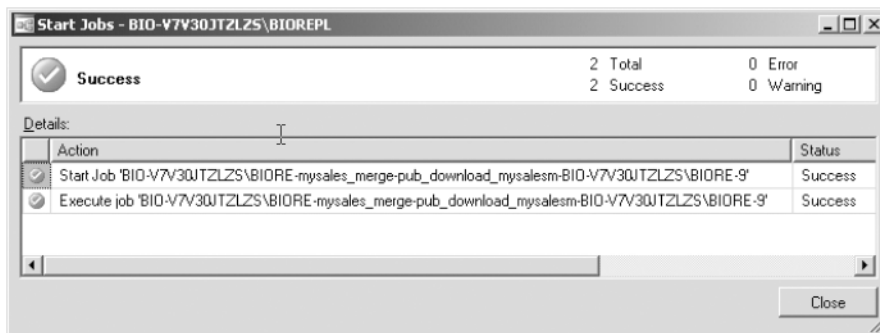 Start Jobs - BIO-V7V30JTZLZS\BIOREPL
Success
2 Total 0 Error
2 Success 0 Warning
Details:
Action Status
Start Job 'BIO-V7V30JTZLZS\BIORE-mysales_merge-pub_download_mysalesm-BIO-V7V30JTZLZS\BIORE-9' Success
Execute job 'BIO-V7V30JTZLZS\BIORE-mysales_merge-pub_download_mysalesm-BIO-V7V30JTZLZS\BIORE-9' Success
Close